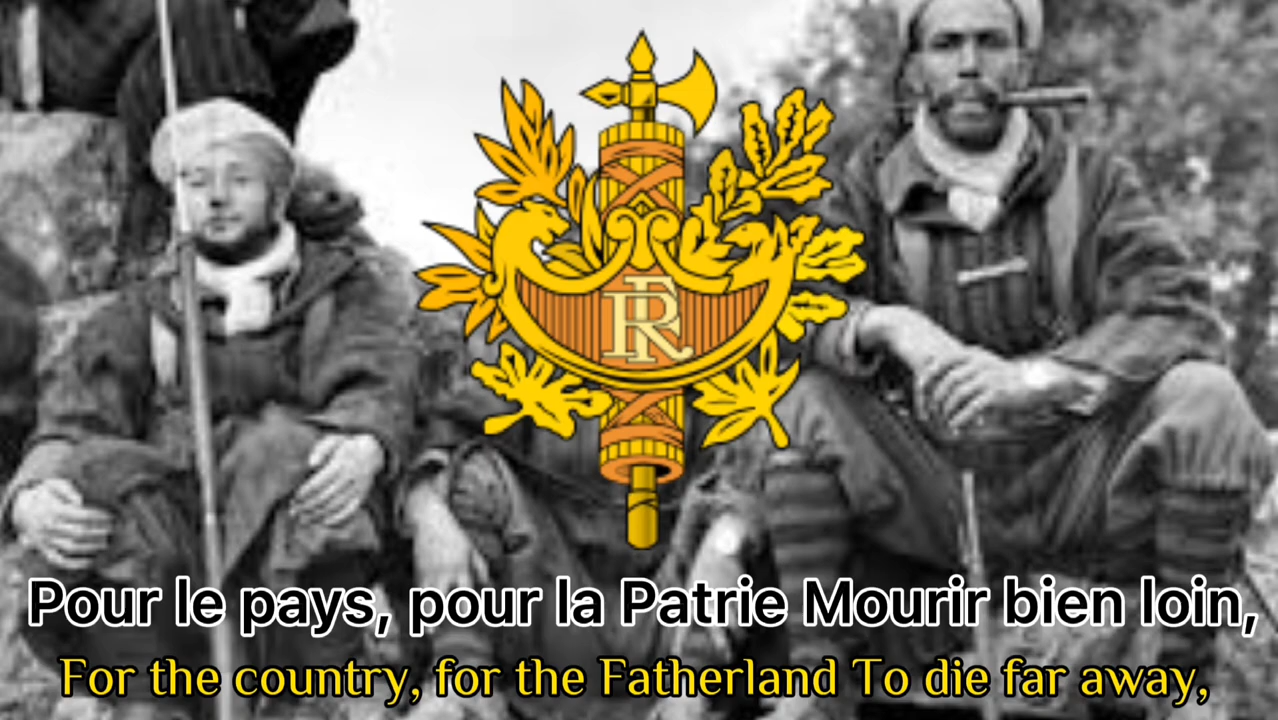 RF
Pour le pays, pour la Patrie Mourir bien loin,
For the country, for the Fatherland To die far away,